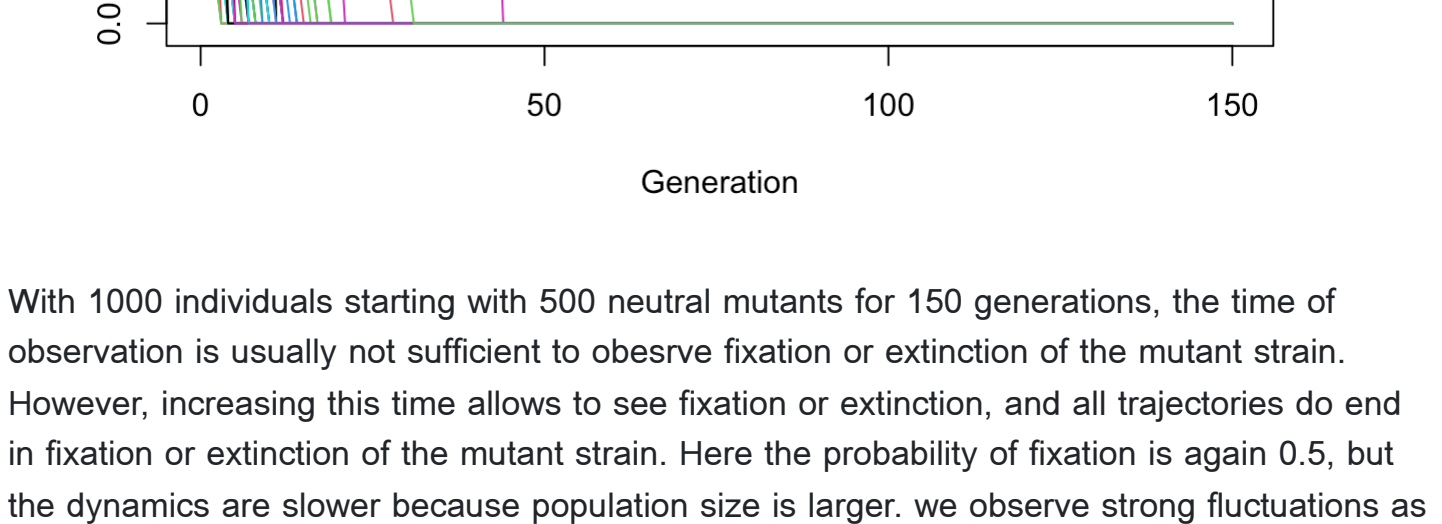 0.0
0 50 100 150
Generation
With 1000 individuals starting with 500 neutral mutants for 150 generations, the time of
observation is usually not sufficient to obesrve fixation or extinction of the mutant strain.
However, increasing this time allows to see fixation or extinction, and all trajectories do end
in fixation or extinction of the mutant strain. Here the probability of fixation is again 0.5, but
the dynamics are slower because population size is larger. we observe strong fluctuations as